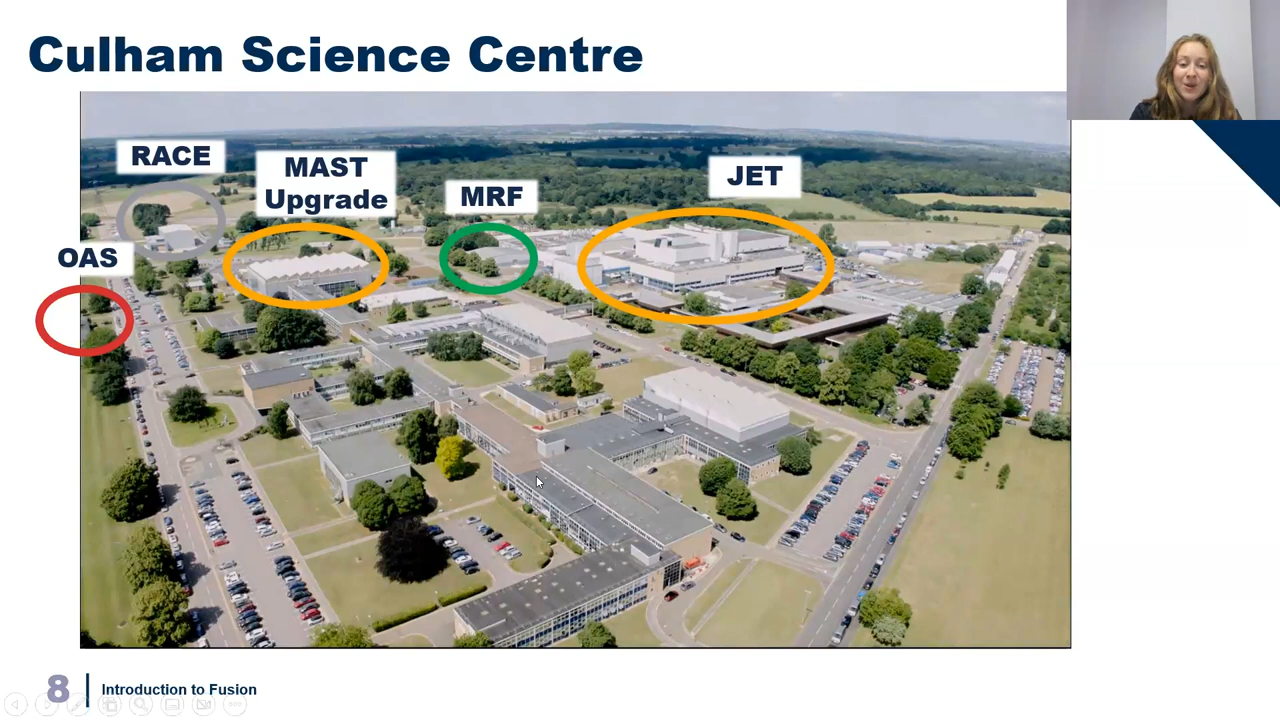 Culham Science Centre
RACE
MAST
Upgrade
MRF
JET
OAS
8
Introduction to Fusion